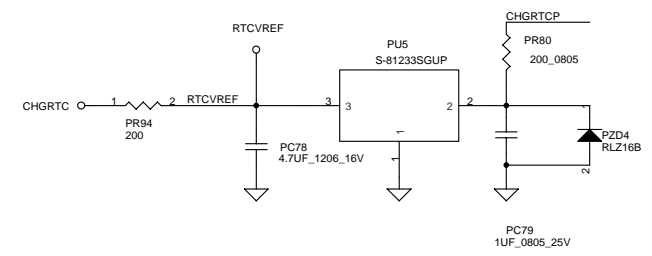 CHGRTCP
RTCVREF
PU5
PR80
S-81233SGUP
200_0805
CHGRTC
1
2
RTCVREF
3
3
2
2
1
PR94
200
PC78
4.7UF_1206_16V
1
1
PZD4
RLZ16B
2
PC79
1UF_0805_25V